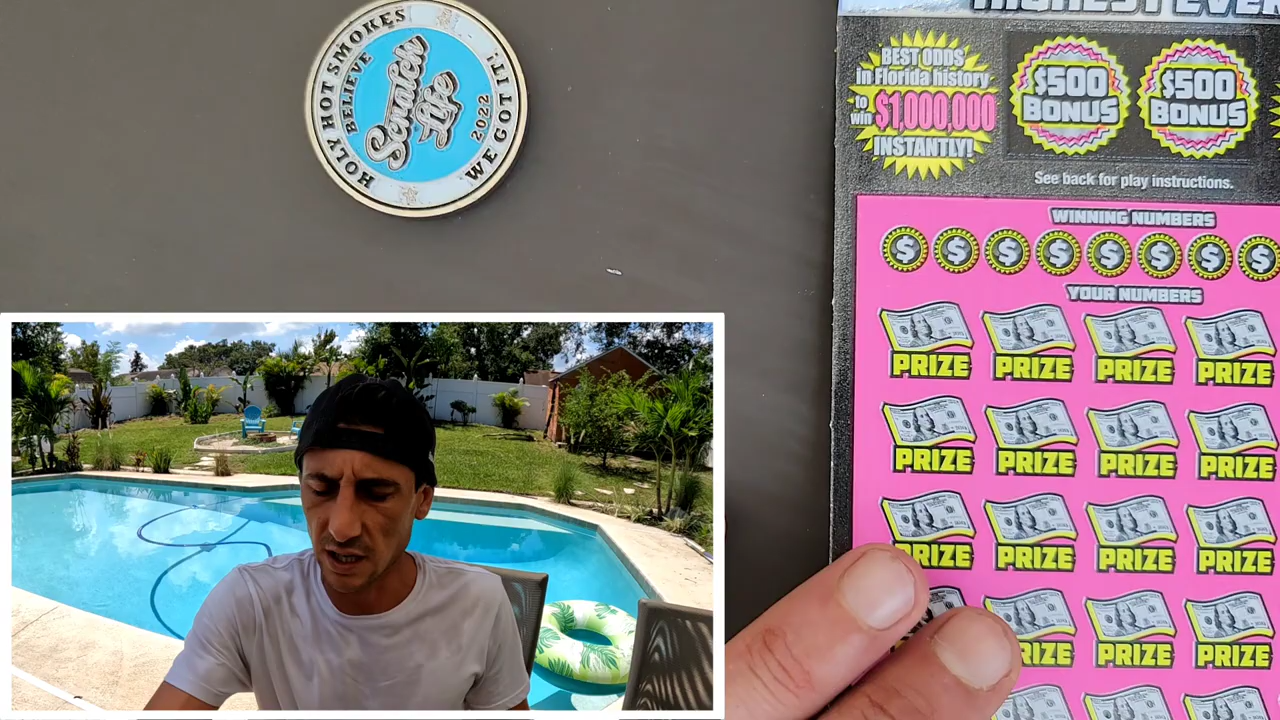 HIGHEST EVER
HOLY HOT SMOKES
BELIEVE
Scratch
Life
2022
WE GOT IT!
BEST ODDS
in Florida history
to
win $1,000,000
INSTANTLY!
$500
BONUS
$500
BONUS
See back for play instructions.
WINNING NUMBERS
$ $ $ $ $ $ $ $
YOUR NUMBERS
PRIZE PRIZE PRIZE PRIZE
PRIZE PRIZE PRIZE PRIZE
PRIZE PRIZE PRIZE PRIZE
PRIZE PRIZE PRIZE